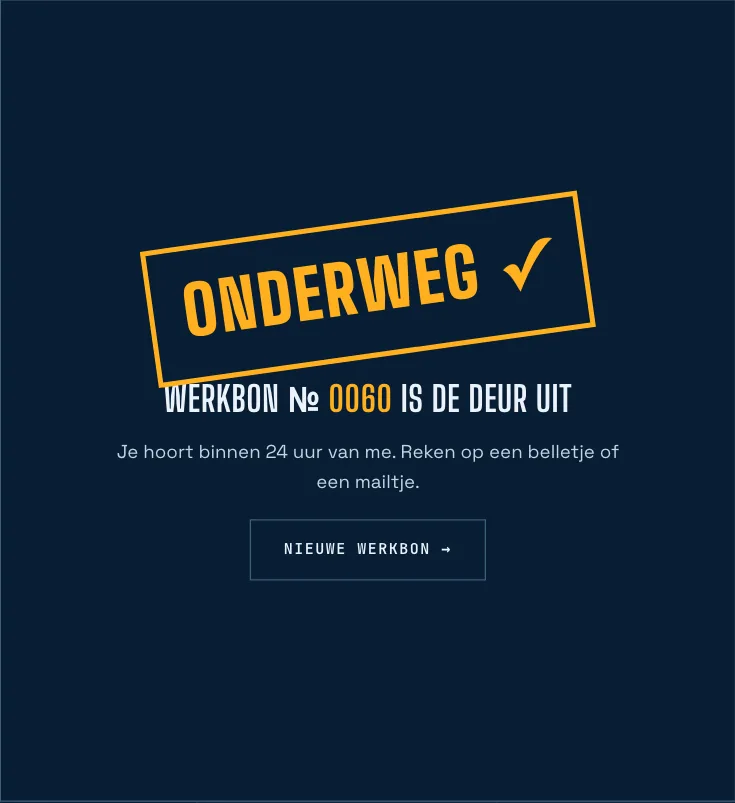 ONDERWEG ✓
WERKBON № 0060 IS DE DEUR UIT
Je hoort binnen 24 uur van me. Reken op een belletje of
een mailtje.
NIEUWE WERKBON →